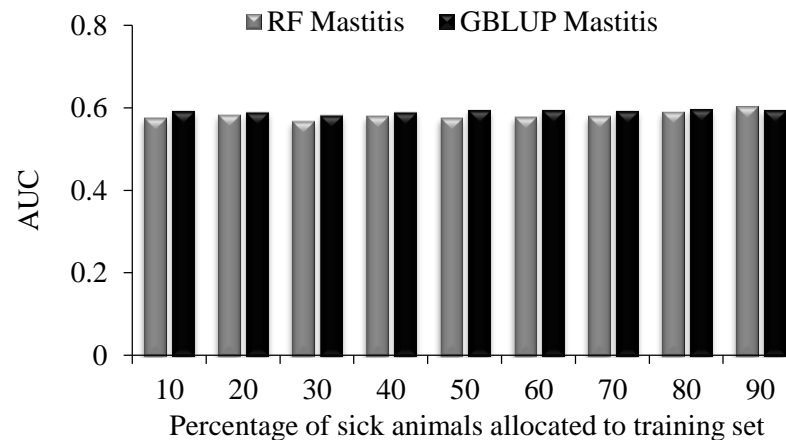 RF Mastitis GBLUP Mastitis
0.8
0.6
0.4
0.2
0
AUC
10 20 30 40 50 60 70 80 90
Percentage of sick animals allocated to training set